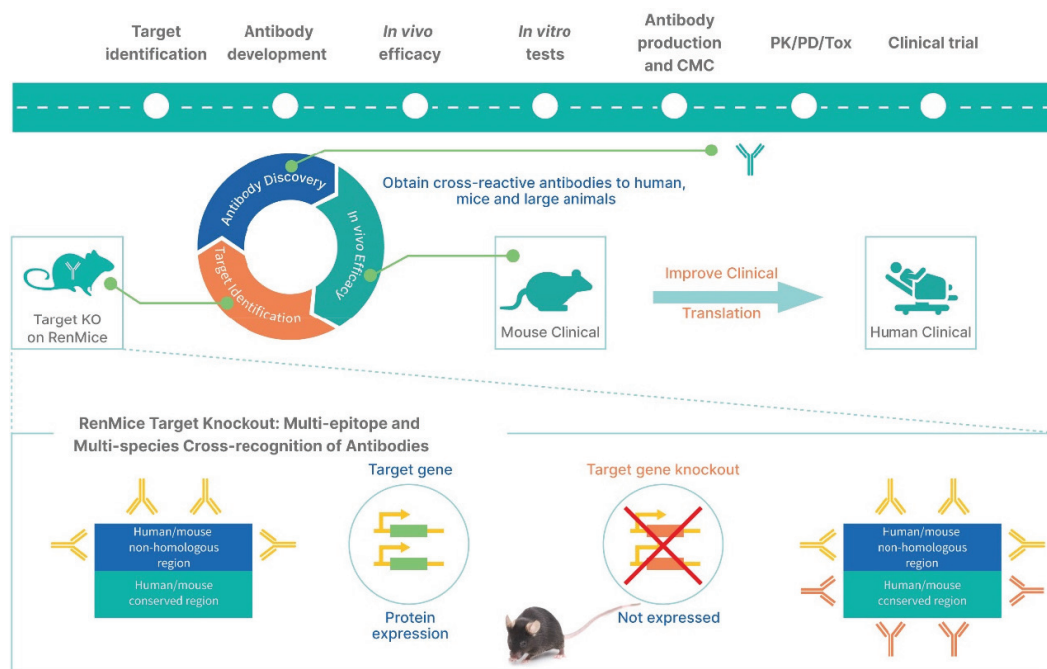 Target
identification
Antibody
development
In vivo
efficacy
In vitro
tests
Antibody
production
and CMC
PK/PD/Tox
Clinical trial
Antibody Discovery
In vivo Efficacy
Target Identification
Obtain cross-reactive antibodies to human,
mice and large animals
Target KO
on RenMice
Mouse Clinical
Improve Clinical
Translation
Human Clinical
RenMice Target Knockout: Multi-epitope and
Multi-species Cross-recognition of Antibodies
Human/mouse
non-homologous
region
Human/mouse
conserved region
Target gene
Protein
expression
Target gene knockout
Not expressed
Human/mouse
non-homologous
region
Human/mouse
ccnserved region